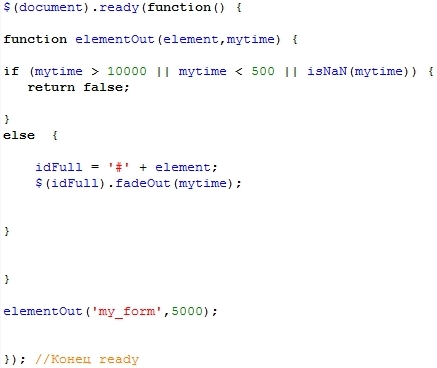 $(document).ready(function() {
function elementOut(element,mytime) {
if (mytime > 10000 || mytime < 500 || isNaN(mytime)) {
return false;
}
else {
idFull = '#' + element;
$(idFull).fadeOut(mytime);
}
}
elementOut('my_form',5000);
}); //Конец ready